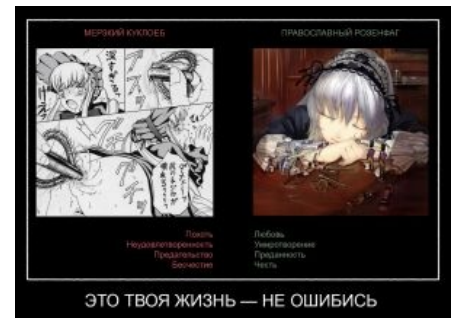 МЕРЗКИЙ КУКЛОЕБ
ПРАВОСЛАВНЫЙ РОЗЕНФАГ
Похоть
Неудовлетворенность
Предательство
Бесчестие
Любовь
Умиротворение
Преданность
Честь
ЭТО ТВОЯ ЖИЗНЬ — НЕ ОШИБИСЬ